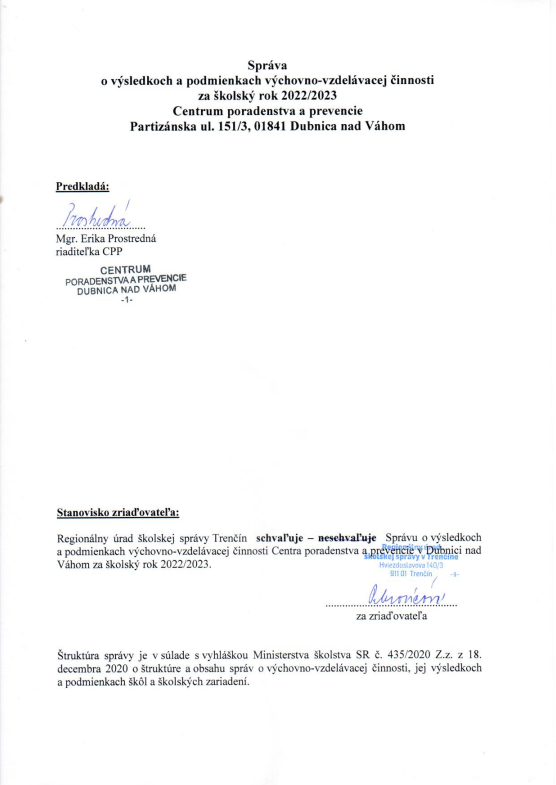 Správa
o výsledkoch a podmienkach výchovno-vzdelávacej činnosti
za školský rok 2022/2023
Centrum poradenstva a prevencie
Partizánska ul. 151/3, 01841 Dubnica nad Váhom
Predkladá:
Prostredná
Mgr. Erika Prostredná
riaditeľka CPP
CENTRUM
PORADENSTVA A PREVENCIE
DUBNICA NAD VÁHOM
-1-
Stanovisko zriaďovateľa:
Regionálny úrad školskej správy Trenčín schvaľuje – neschvaľuje Správu o výsledkoch
a podmienkach výchovno-vzdelávacej činnosti Centra poradenstva a prevencie v Dubnici nad
Váhom za školský rok 2022/2023.
Regionálny úrad
školskej správy v Trenčíne
Hviezdoslavova 140/3
911 01 Trenčín
za zriaďovateľa
Štruktúra správy je v súlade s vyhláškou Ministerstva školstva SR č. 435/2020 Z.z. z 18.
decembra 2020 o štruktúre a obsahu správ o výchovno-vzdelávacej činnosti, jej výsledkoch
a podmienkach škôl a školských zariadení.